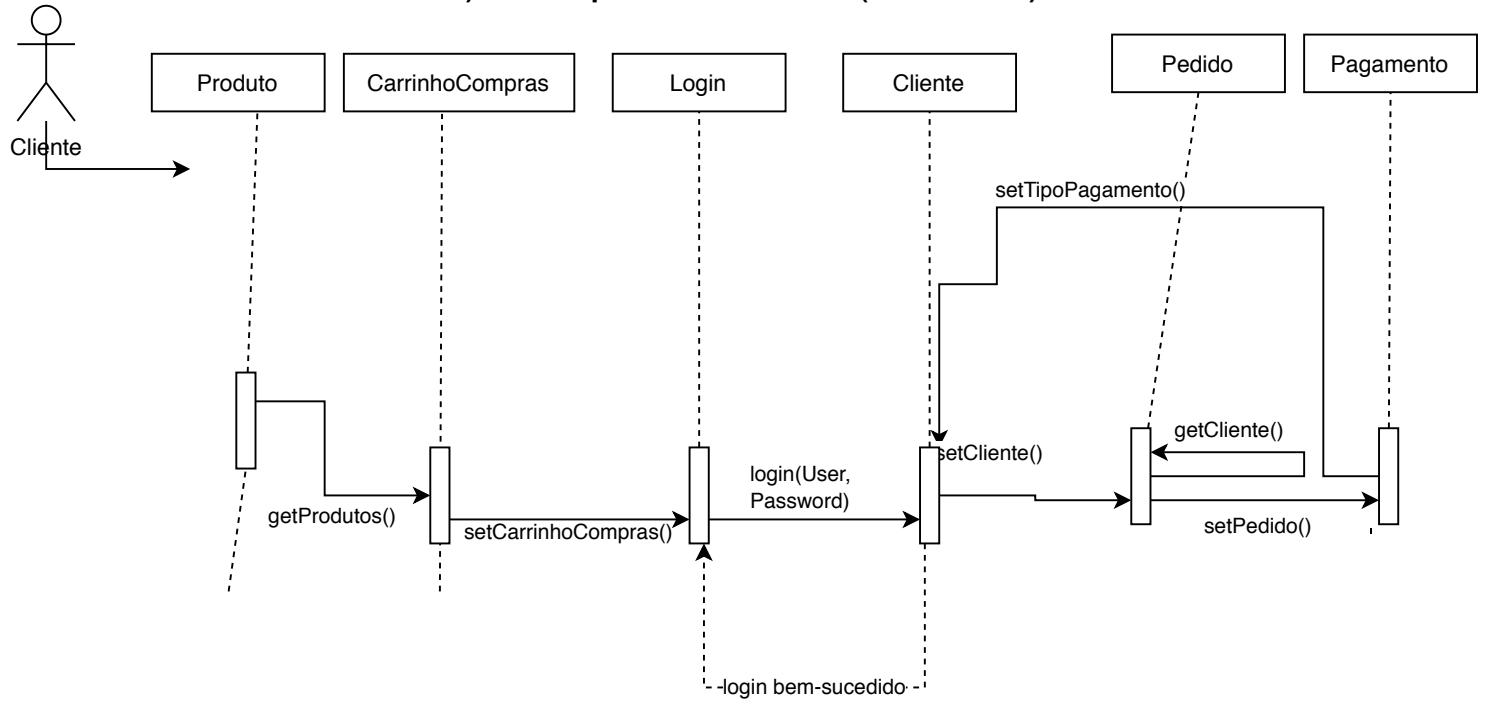 Produto
CarrinhoCompras
Login
Cliente
Pedido
Pagamento
Cliente
setTipoPagamento()
getCliente()
setCliente()
login(User,
Password)
getProdutos()
setCarrinhoCompras()
setPedido()
login bem-sucedido